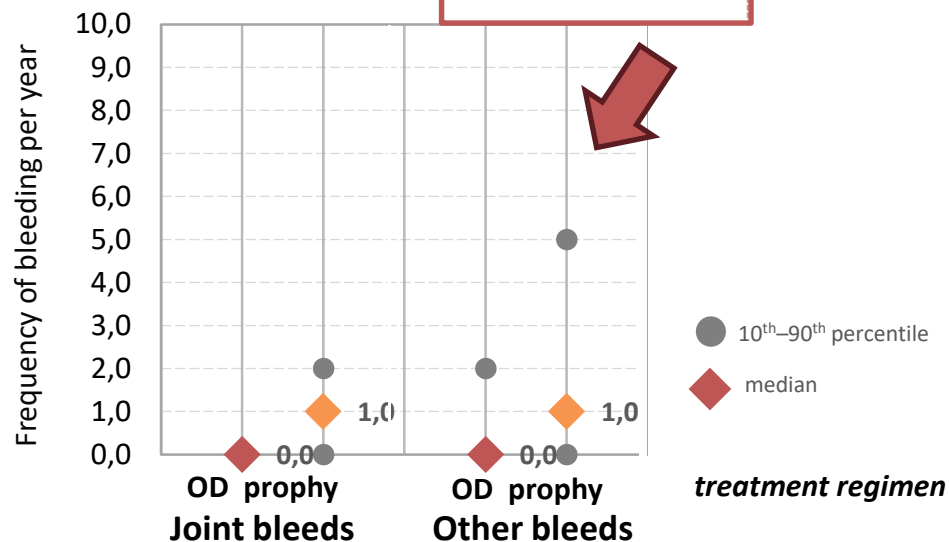 Frequency of bleeding per year
10,0
9,0
8,0
7,0
6,0
5,0
4,0
3,0
2,0
1,0
0,0
1,0
1,0
0,0
0,0
10th–90th percentile
median
OD prophy
OD prophy
treatment regimen
Joint bleeds
Other bleeds